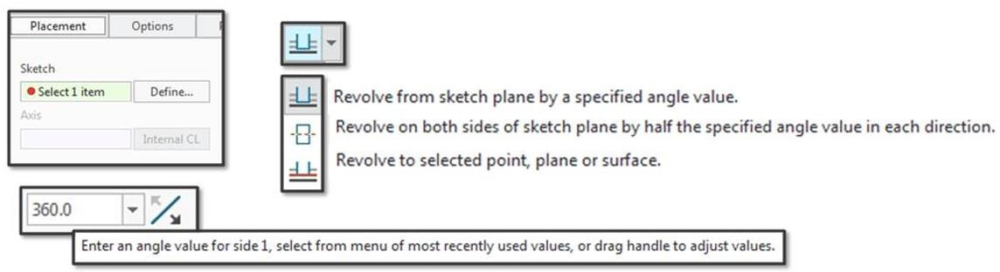 Placement Options
Sketch
Select 1 item Define...
Axis
Internal CL
Revolve from sketch plane by a specified angle value.
Revolve on both sides of sketch plane by half the specified angle value in each direction.
Revolve to selected point, plane or surface.
360.0
Enter an angle value for side 1, select from menu of most recently used values, or drag handle to adjust values.